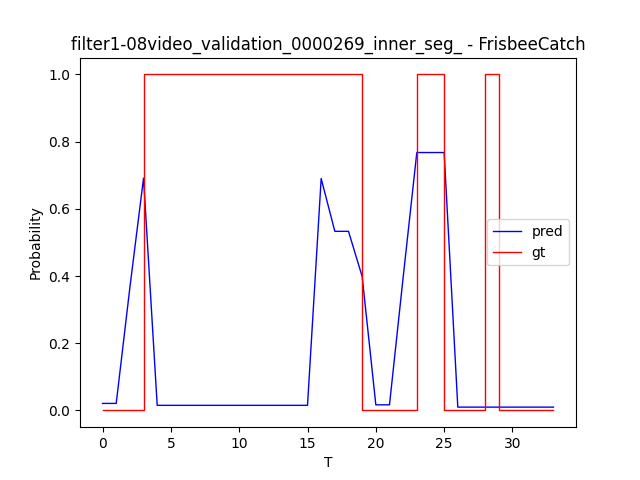 filter1-08video_validation_0000269_inner_seg_ - FrisbeeCatch
1.0
0.8
0.6
0.4
0.2
0.0
Probability
pred
gt
0 5 10 15 20 25 30
T